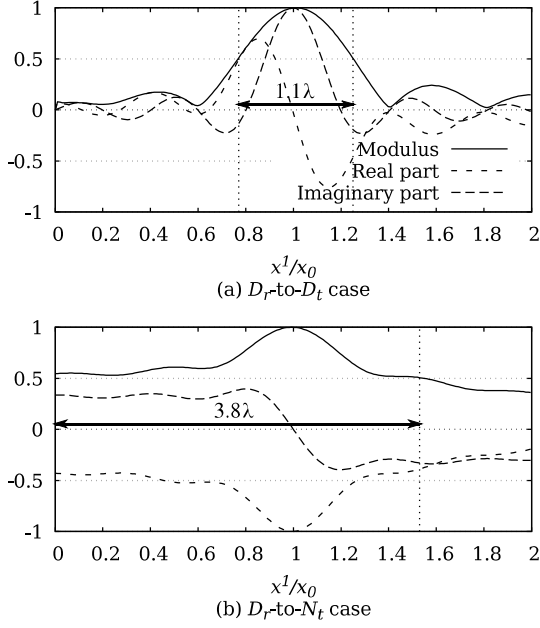 1
0.5
0
-0.5
-1
1.1λ
Modulus
Real part
Imaginary part
0 0.2 0.4 0.6 0.8 1 1.2 1.4 1.6 1.8 2
x¹/x₀
(a) Dᵣ-to-Dₜ case
1
0.5
0
-0.5
-1
3.8λ
0 0.2 0.4 0.6 0.8 1 1.2 1.4 1.6 1.8 2
x¹/x₀
(b) Dᵣ-to-Nₜ case